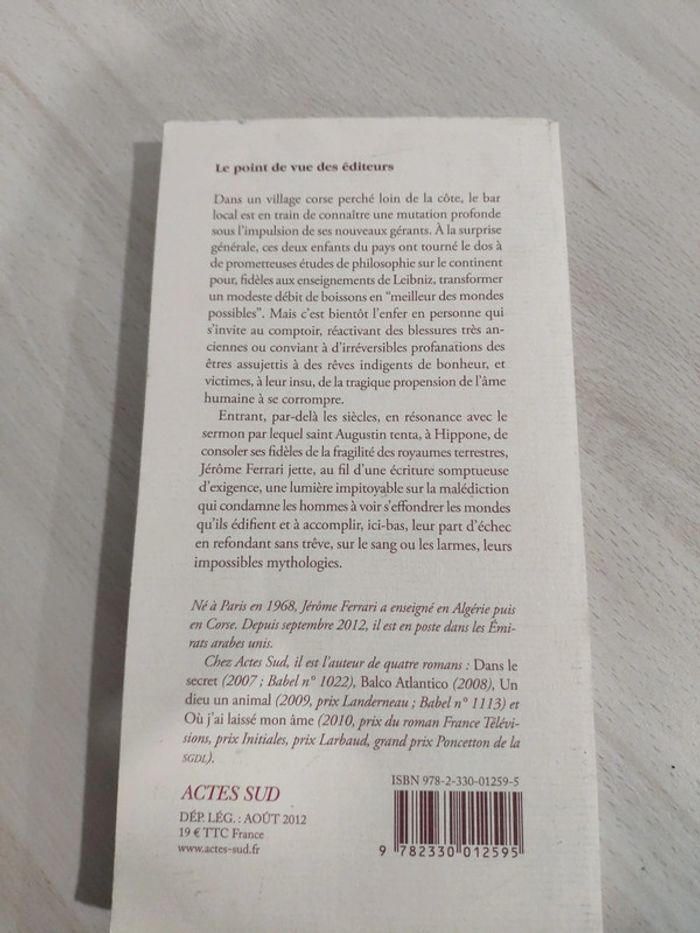 Le point de vue des éditeurs
Dans un village corse perché loin de la côte, le bar
local est en train de connaître une mutation profonde
sous l'impulsion de ses nouveaux gérants. À la surprise
générale, ces deux enfants du pays ont tourné le dos à
de prometteuses études de philosophie sur le continent
pour, fidèles aux enseignements de Leibniz, transformer
un modeste débit de boissons en “meilleur des mondes
possibles”. Mais c'est bientôt l'enfer en personne qui
s'invite au comptoir, réactivant des blessures très an-
ciennes ou conviant à d'irréversibles profanations des
êtres assujettis à des rêves indigents de bonheur, et
victimes, à leur insu, de la tragique propension de l'âme
humaine à se corrompre.
Entrant, par-delà les siècles, en résonance avec le
sermon par lequel saint Augustin tenta, à Hippone, de
consoler ses fidèles de la fragilité des royaumes terrestres,
Jérôme Ferrari jette, au fil d'une écriture somptueuse
d'exigence, une lumière impitoyable sur la malédiction
qui condamne les hommes à voir s'effondrer les mondes
qu'ils édifient et à accomplir, ici-bas, leur part d'échec
en refondant sans trêve, sur le sang ou les larmes, leurs
impossibles mythologies.
Né à Paris en 1968, Jérôme Ferrari a enseigné en Algérie puis
en Corse. Depuis septembre 2012, il est en poste dans les Émi-
rats arabes unis.
Chez Actes Sud, il est l'auteur de quatre romans : Dans le
secret (2007 ; Babel n° 1022), Balco Atlantico (2008), Un
dieu un animal (2009, prix Landerneau ; Babel n° 1113) et
Où j'ai laissé mon âme (2010, prix du roman France Télévi-
sions, prix Initiales, prix Larbaud, grand prix Poncetton de la
SGDL).
ACTES SUD
DÉP. LÉG. : AOÛT 2012
19 € TTC France
www.actes-sud.fr
ISBN 978-2-330-01259-5
9 782330 012595